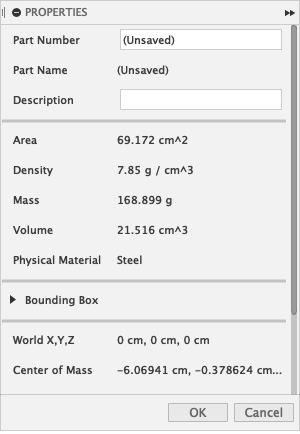 PROPERTIES
Part Number (Unsaved)
Part Name (Unsaved)
Description
Area 69.172 cm^2
Density 7.85 g / cm^3
Mass 168.899 g
Volume 21.516 cm^3
Physical Material Steel
Bounding Box
World X,Y,Z 0 cm, 0 cm, 0 cm
Center of Mass -6.06941 cm, -0.378624 cm...
OK Cancel